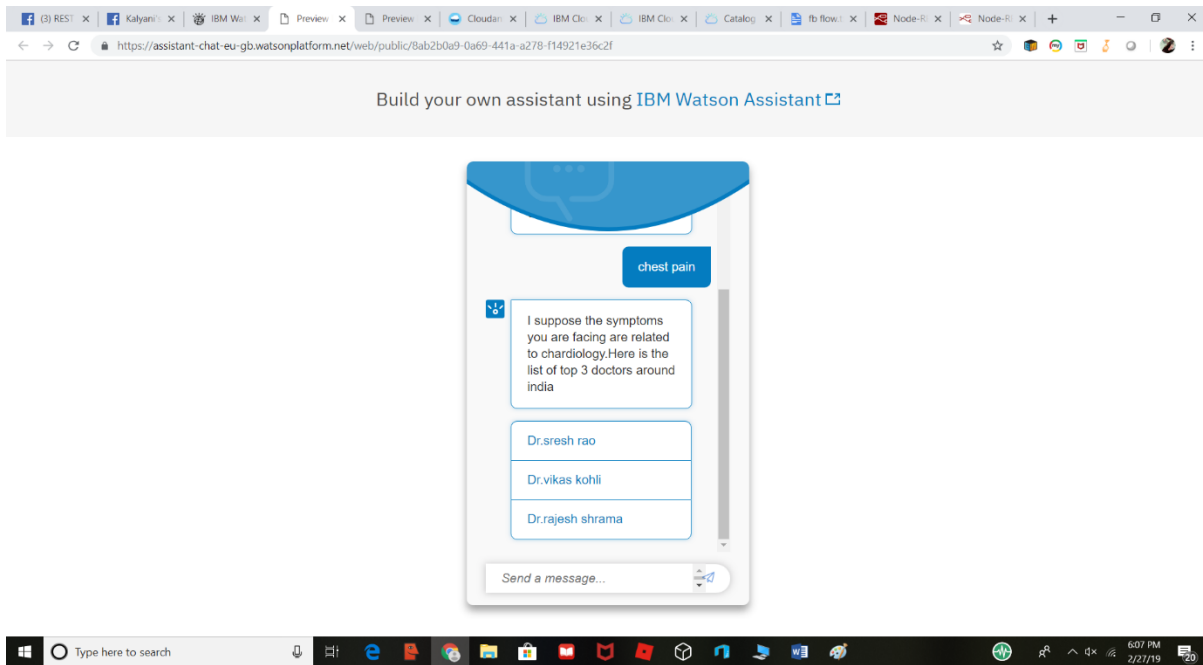 (3) REST
Kalyani's
IBM Wat
Preview
Preview
Cloudan
IBM Clo
IBM Clo
Catalog
fb flow.
Node-R
Node-R
https://assistant-chat-eu-gb.watsonplatform.net/web/public/8ab2b0a9-0a69-441a-a278-f14921e36c2f
Build your own assistant using IBM Watson Assistant
chest pain
I suppose the symptoms
you are facing are related
to chardiology.Here is the
list of top 3 doctors around
india
Dr.sresh rao
Dr.vikas kohli
Dr.rajesh shrama
Send a message...
Type here to search
6:07 PM
2/27/19
20